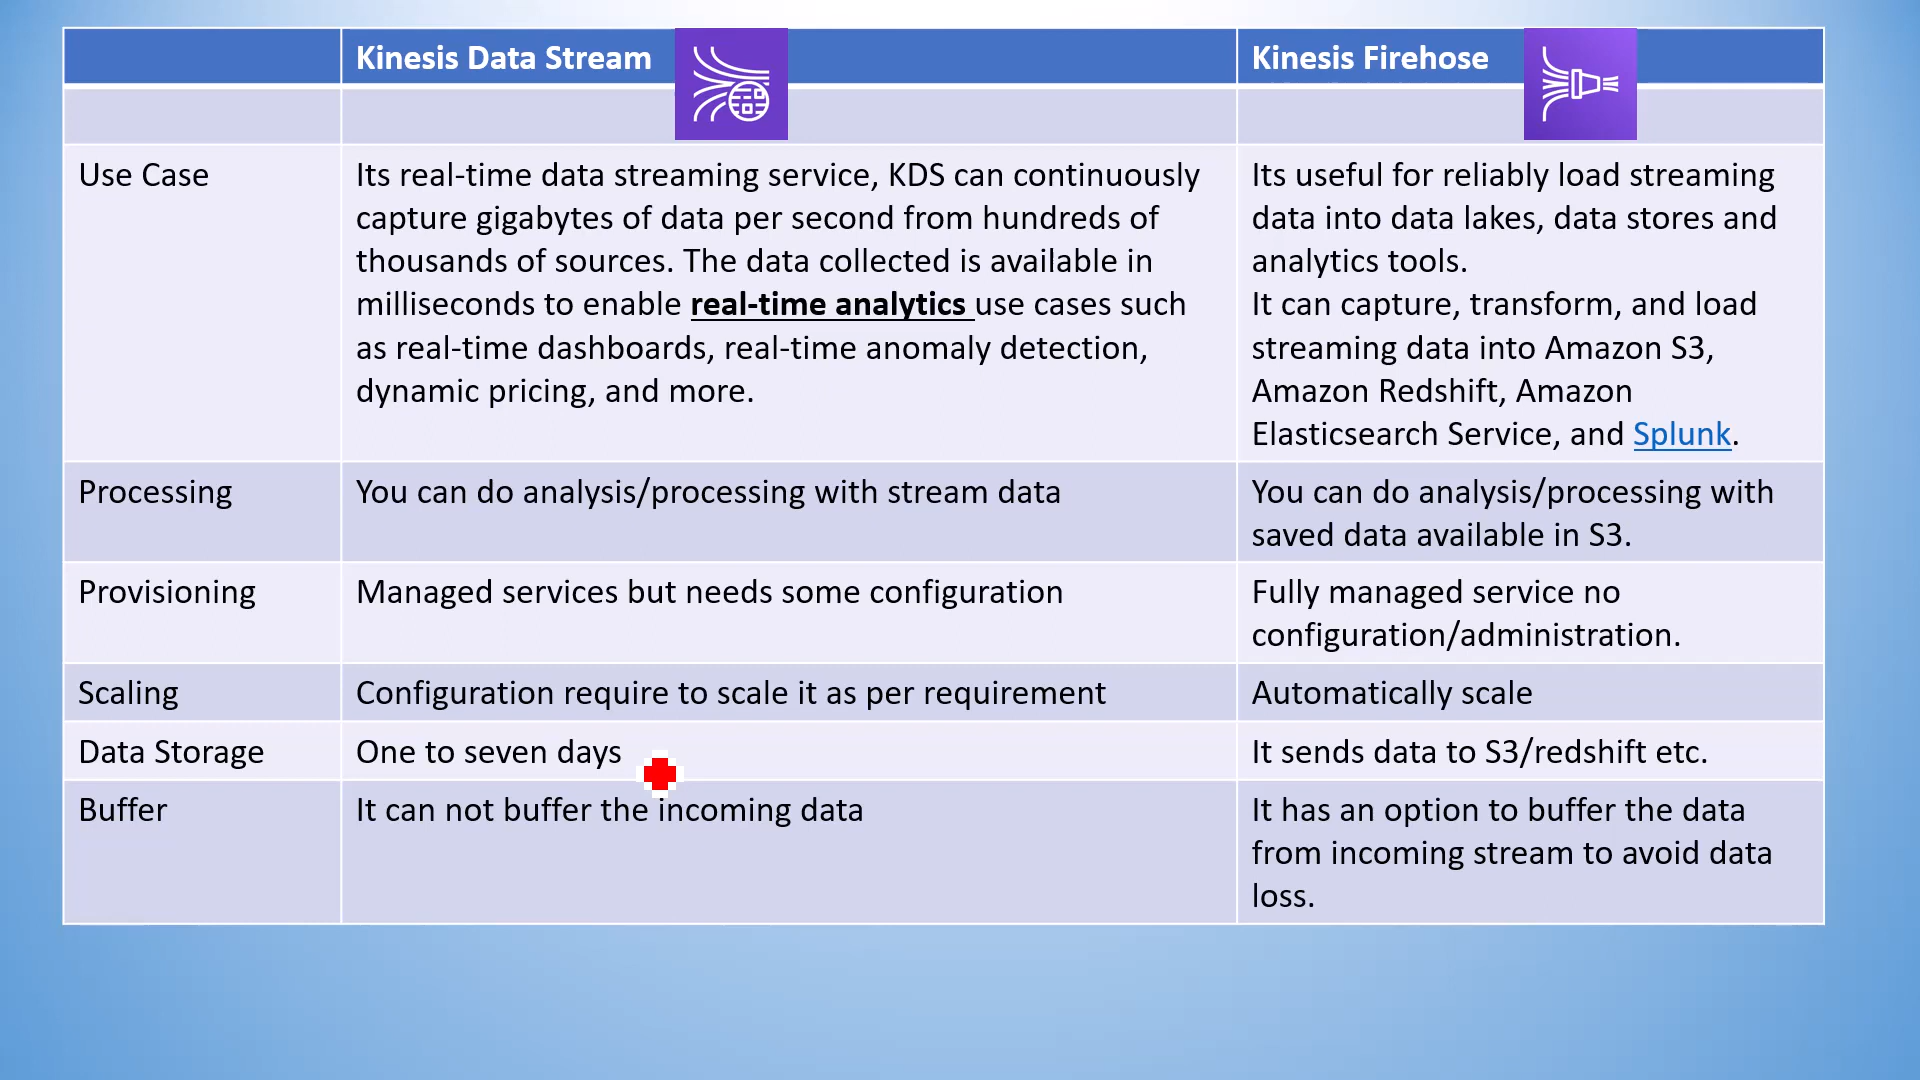 Kinesis Data Stream
Kinesis Firehose
Use Case
Its real-time data streaming service, KDS can continuously
capture gigabytes of data per second from hundreds of
thousands of sources. The data collected is available in
milliseconds to enable real-time analytics use cases such
as real-time dashboards, real-time anomaly detection,
dynamic pricing, and more.
Its useful for reliably load streaming
data into data lakes, data stores and
analytics tools.
It can capture, transform, and load
streaming data into Amazon S3,
Amazon Redshift, Amazon
Elasticsearch Service, and Splunk.
Processing
You can do analysis/processing with stream data
You can do analysis/processing with
saved data available in S3.
Provisioning
Managed services but needs some configuration
Fully managed service no
configuration/administration.
Scaling
Configuration require to scale it as per requirement
Automatically scale
Data Storage
One to seven days
It sends data to S3/redshift etc.
Buffer
It can not buffer the incoming data
It has an option to buffer the data
from incoming stream to avoid data
loss.